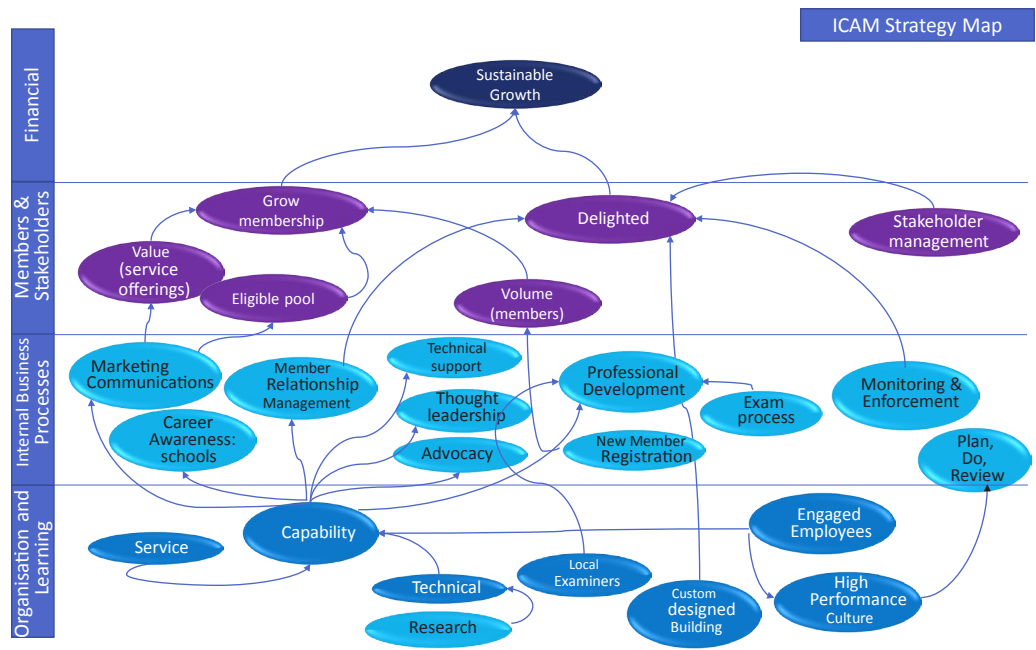 ICAM Strategy Map
Financial
Sustainable
Growth
Members &
Stakeholders
Grow
membership
Delighted
Stakeholder
management
Value
(service
offerings)
Eligible pool
Volume
(members)
Internal Business
Processes
Marketing
Communications
Member
Relationship
Management
Technical
support
Professional
Development
Monitoring &
Enforcement
Thought
leadership
Exam
process
Career
Awareness:
schools
Advocacy
New Member
Registration
Plan,
Do,
Review
Organisation and
Learning
Service
Capability
Engaged
Employees
Technical
Local
Examiners
Custom
designed
Building
High
Performance
Culture
Research